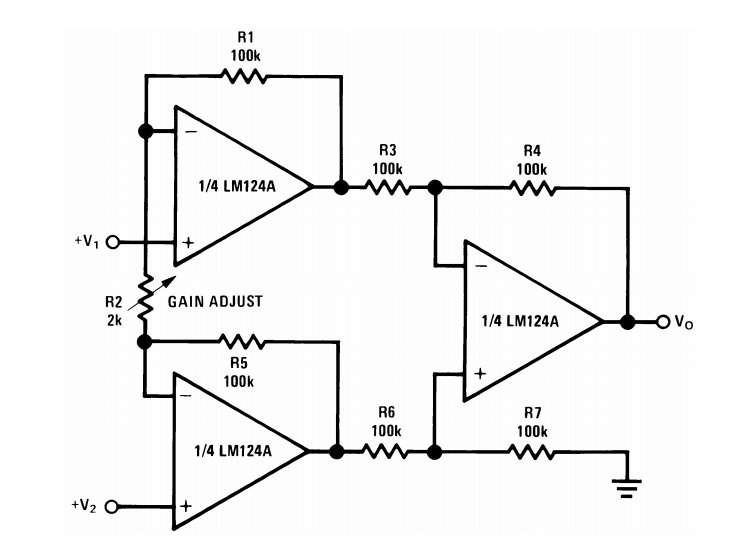 R1
100k
−
1/4 LM124A
+
+V1
R2
2k
GAIN ADJUST
R3
100k
R4
100k
−
1/4 LM124A
+
VO
R5
100k
−
1/4 LM124A
+
+V2
R6
100k
R7
100k